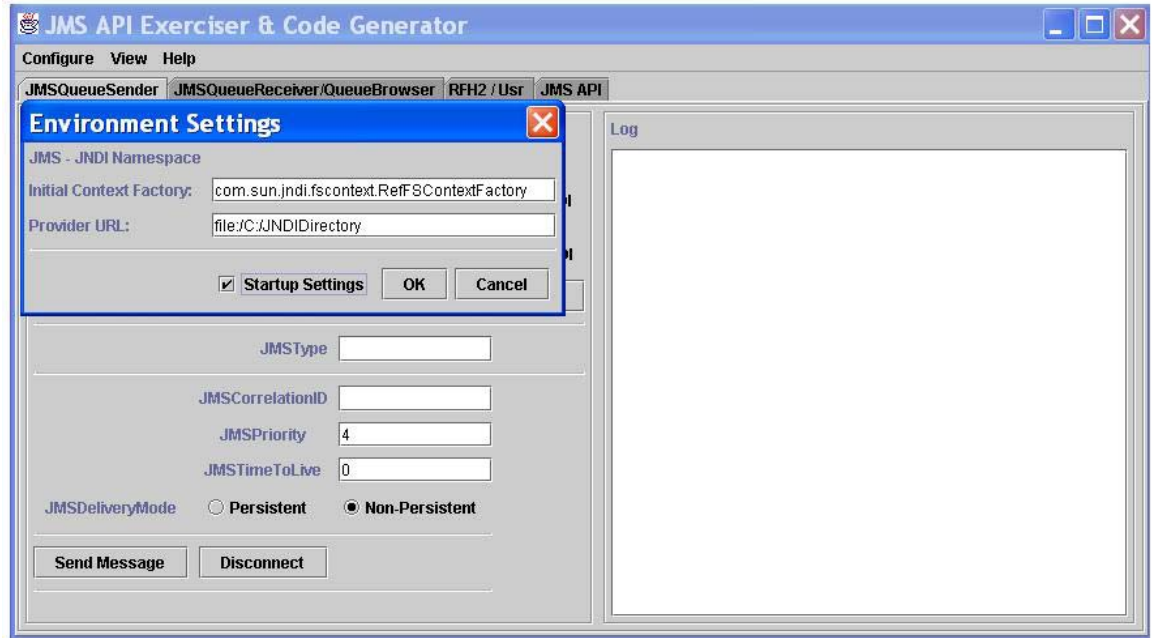 JMS API Exerciser & Code Generator
Configure View Help
JMSQueueSender JMSQueueReceiver/QueueBrowser RFH2 / Usr JMS API
Environment Settings
JMS - JNDI Namespace
Initial Context Factory: com.sun.jndi.fscontext.RefFSContextFactory
Provider URL: file:/C:/JNDIDirectory
Startup Settings OK Cancel
JMSType
JMSCorrelationID
JMSPriority 4
JMSTimeToLive 0
JMSDeliveryMode Persistent Non-Persistent
Send Message Disconnect
Log